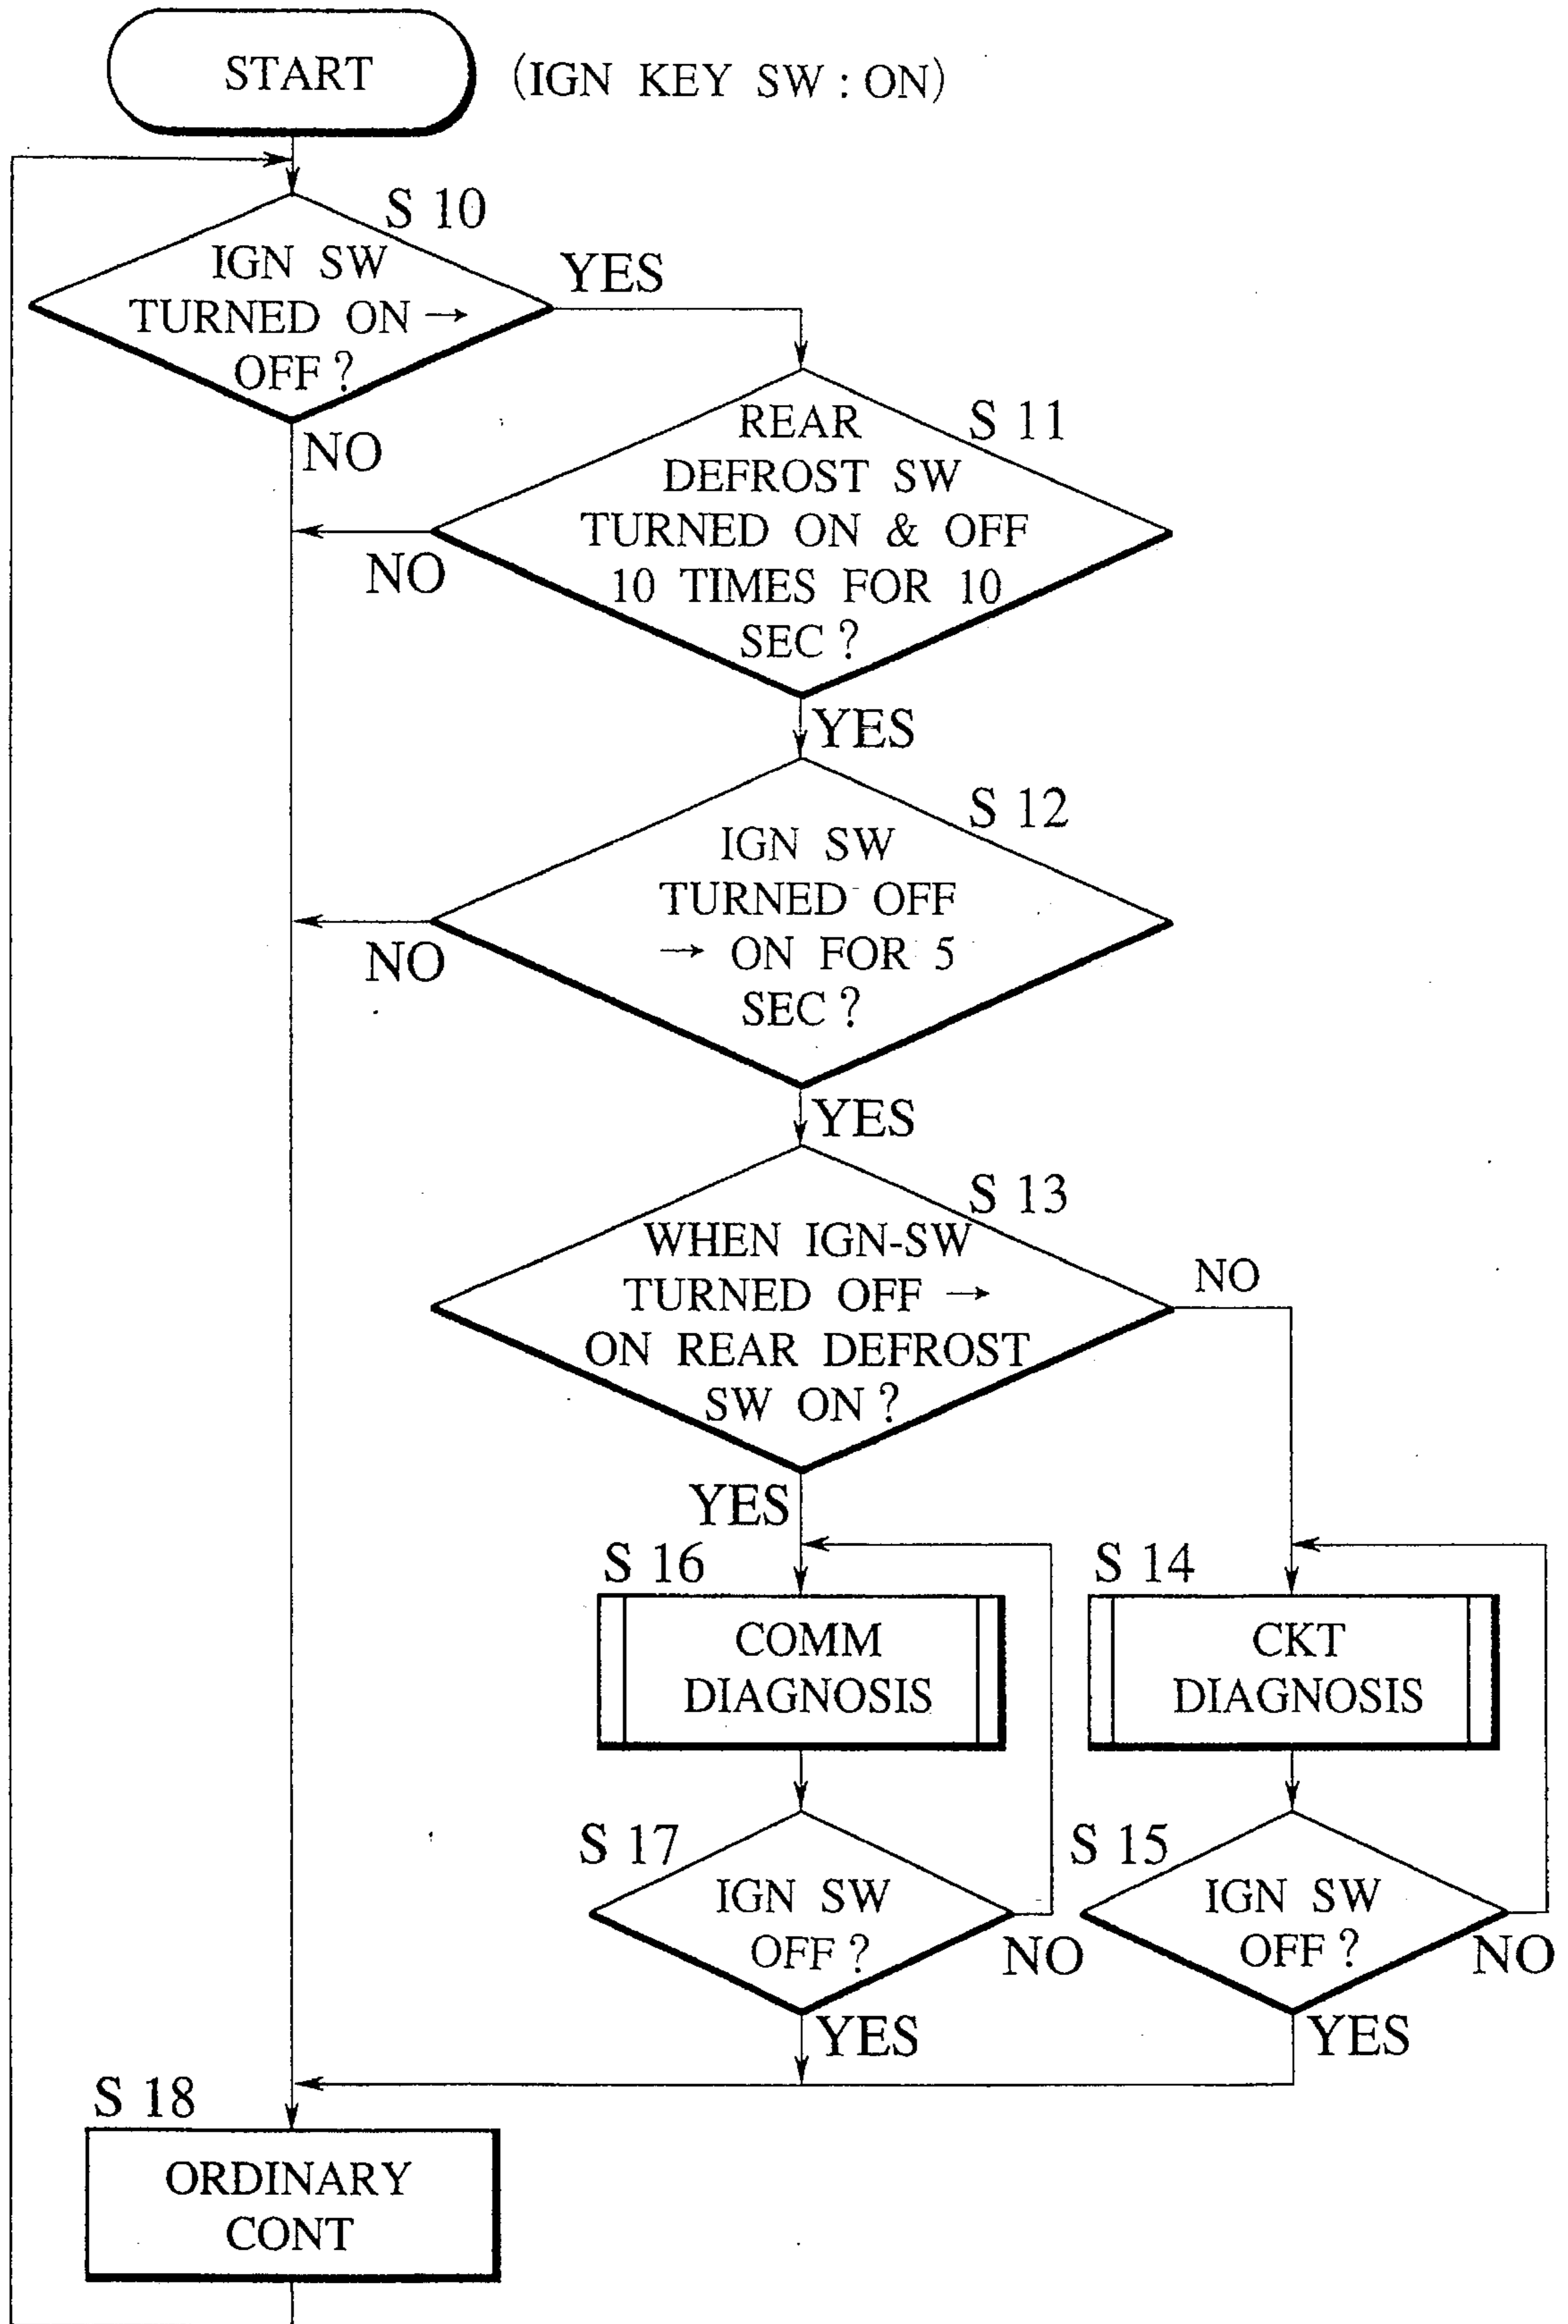 START
(IGN KEY SW : ON)
S 10
IGN SW
TURNED ON →
OFF ?
YES
NO
S 11
REAR
DEFROST SW
TURNED ON & OFF
10 TIMES FOR 10
SEC ?
NO
YES
S 12
IGN SW
TURNED OFF
→ ON FOR 5
SEC ?
NO
YES
S 13
WHEN IGN-SW
TURNED OFF →
ON REAR DEFROST
SW ON ?
NO
YES
S 16
COMM
DIAGNOSIS
S 14
CKT
DIAGNOSIS
S 17
IGN SW
OFF ?
NO
YES
S 15
IGN SW
OFF ?
NO
YES
S 18
ORDINARY
CONT